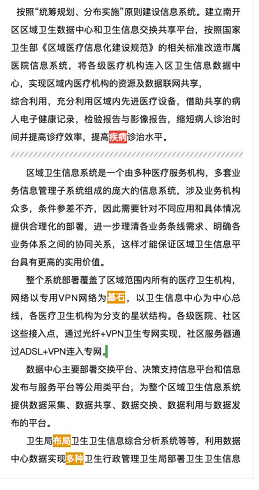 按照“统筹规划、分布实施”原则建设信息系统。建立南开
区区域卫生数据中心和卫生信息交换共享平台，按照国家
卫生部《区域医疗信息化建设规范》的相关标准改造市属
医院信息系统，将各级医疗机构连入区卫生信息数据中
心，实现区域内医疗机构的资源及数据联网共享，
综合利用，充分利用区域内先进医疗设备，借助共享的病
人电子健康记录，检验报告与影像报告，缩短病人诊治时
间并提高诊疗效率，提高疾病诊治水平。
区域卫生信息系统是一个由多种医疗服务机构，多套业
务信息管理子系统组成的庞大的信息系统，涉及业务机构
众多，条件参差不齐，因此需要针对不同应用和具体情况
提供合理化的部署，进一步理清各业务条线需求、明确各
业务体系之间的协同关系，这样才能保证区域卫生信息平
台具有更高的实用价值。
整个系统部署覆盖了区域范围内所有的医疗卫生机构，
网络以专用VPN网络为基石，以卫生信息中心为中心总
线，各医疗卫生机构为分支的星状结构。各级医院、社区
这些接入点，通过光纤+VPN卫生专网实现，社区服务器通
过ADSL+VPN连入专网。
数据中心主要部署交换平台、决策支持信息平台和信息
发布与服务平台等公用类平台，为整个区域卫生信息系统
提供数据采集、数据共享、数据交换、数据利用与数据发
布的平台。
卫生局布局卫生卫生信息综合分析系统等等，利用数据
中心数据实现多种卫生行政管理卫生局部署卫生卫生信息